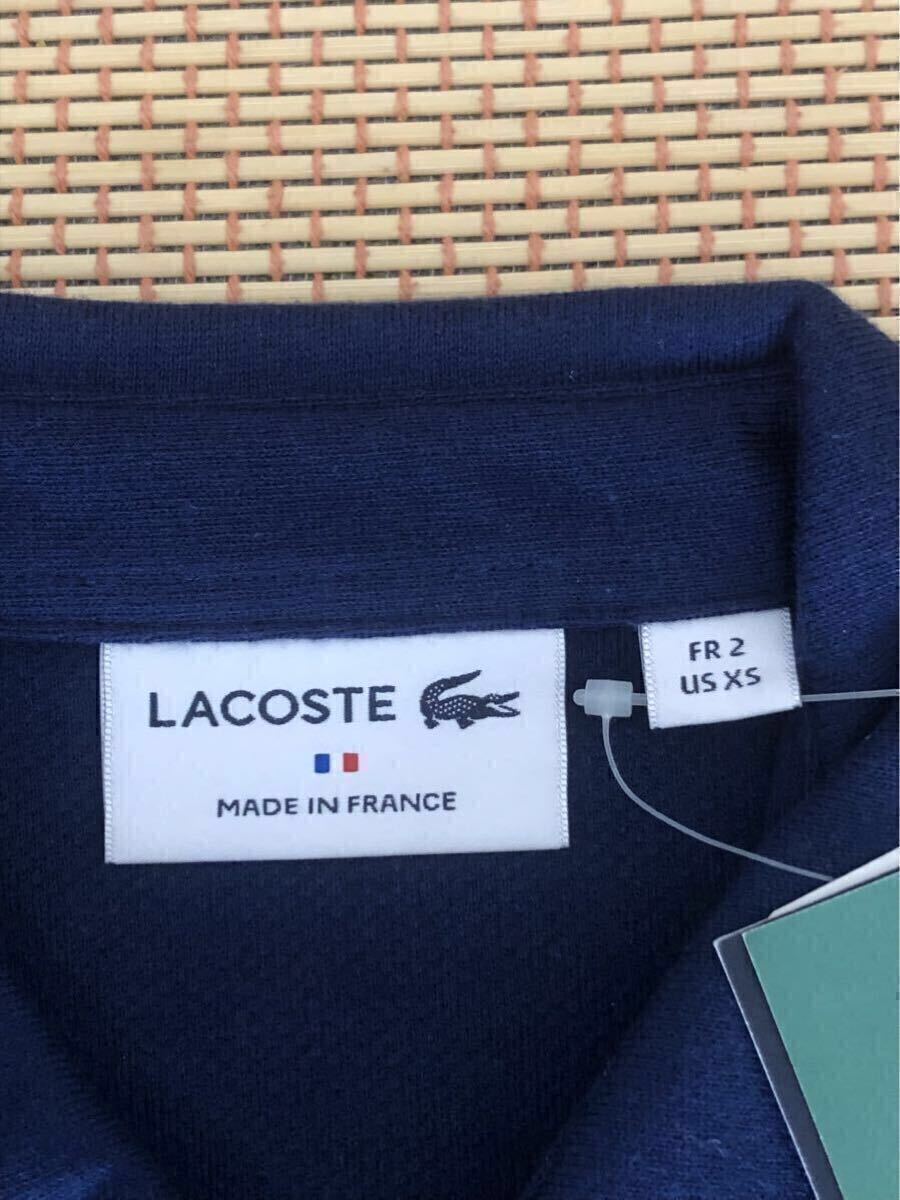 LACOSTE
MADE IN FRANCE
FR 2
US XS